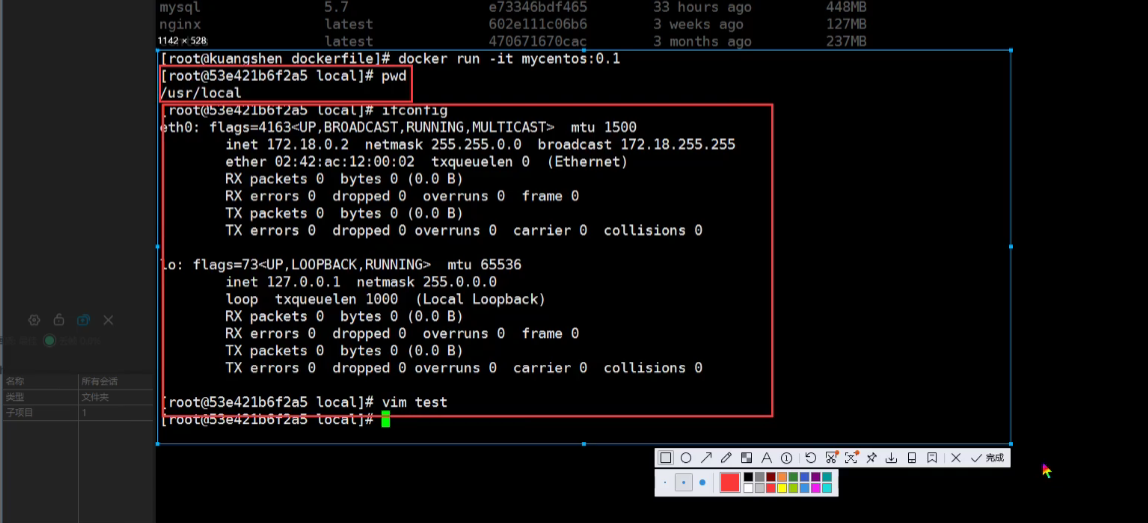 mysql 5.7 e73346bdf465 33 hours ago 448MB
nginx latest 602e111c06b6 3 weeks ago 127MB
1142 × 528 latest 470671670cac 3 months ago 237MB
[root@kuangshen dockerfile]# docker run -it mycentos:0.1
[root@53e421b6f2a5 local]# pwd
/usr/local
[root@53e421b6f2a5 local]# ifconfig
eth0: flags=4163<UP,BROADCAST,RUNNING,MULTICAST>  mtu 1500
inet 172.18.0.2  netmask 255.255.0.0  broadcast 172.18.255.255
ether 02:42:ac:12:00:02  txqueuelen 0  (Ethernet)
RX packets 0  bytes 0 (0.0 B)
RX errors 0  dropped 0  overruns 0  frame 0
TX packets 0  bytes 0 (0.0 B)
TX errors 0  dropped 0 overruns 0  carrier 0  collisions 0
lo: flags=73<UP,LOOPBACK,RUNNING>  mtu 65536
inet 127.0.0.1  netmask 255.0.0.0
loop  txqueuelen 1000  (Local Loopback)
RX packets 0  bytes 0 (0.0 B)
RX errors 0  dropped 0  overruns 0  frame 0
TX packets 0  bytes 0 (0.0 B)
TX errors 0  dropped 0 overruns 0  carrier 0  collisions 0
[root@53e421b6f2a5 local]# vim test
[root@53e421b6f2a5 local]#
名称 所有会话
类型 文件夹
子项目 1
完成